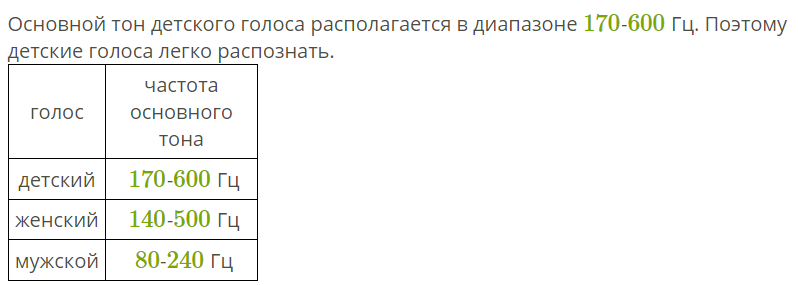 Основной тон детского голоса располагается в диапазоне 170-600 Гц. Поэтому
детские голоса легко распознать.
голос
частота
основного
тона
детский 170-600 Гц
женский 140-500 Гц
мужской 80-240 Гц